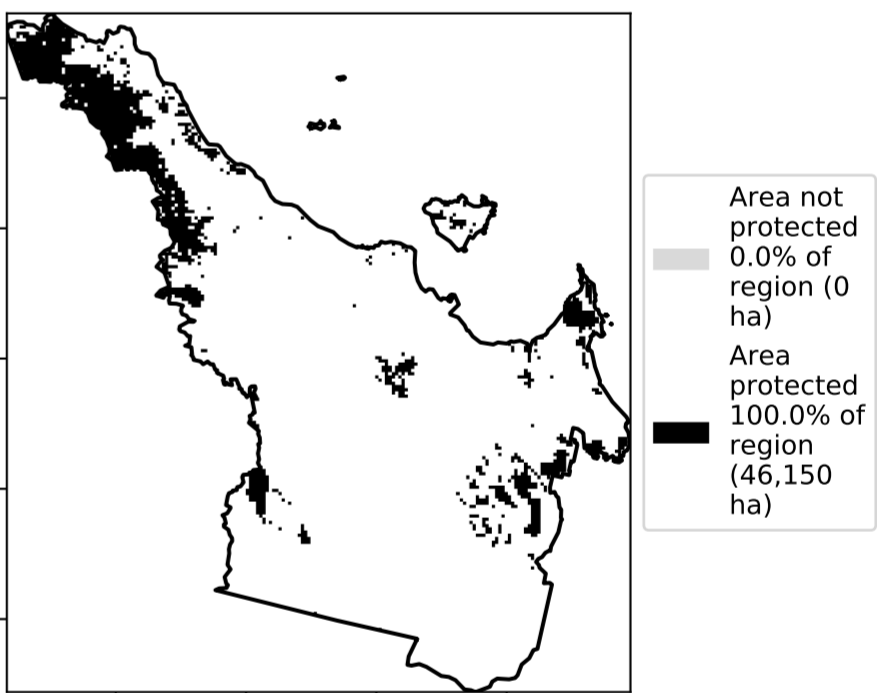 Area not
protected
0.0% of
region (0
ha)
Area
protected
100.0% of
region
(46,150
ha)